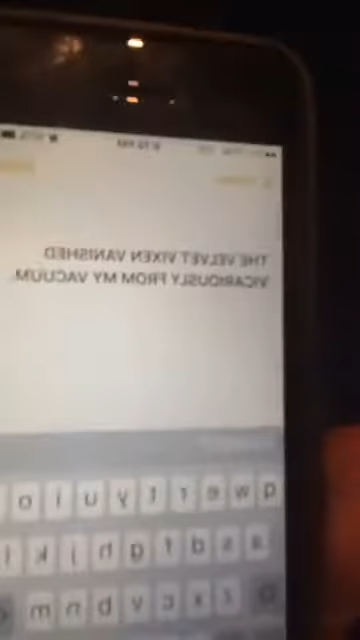 THE VELVET VIXEN VANISHED
VICARIOUSLY FROM MY VACUUM.
q w e r t y u i o
a s d f g h j k l
z x c v b n m